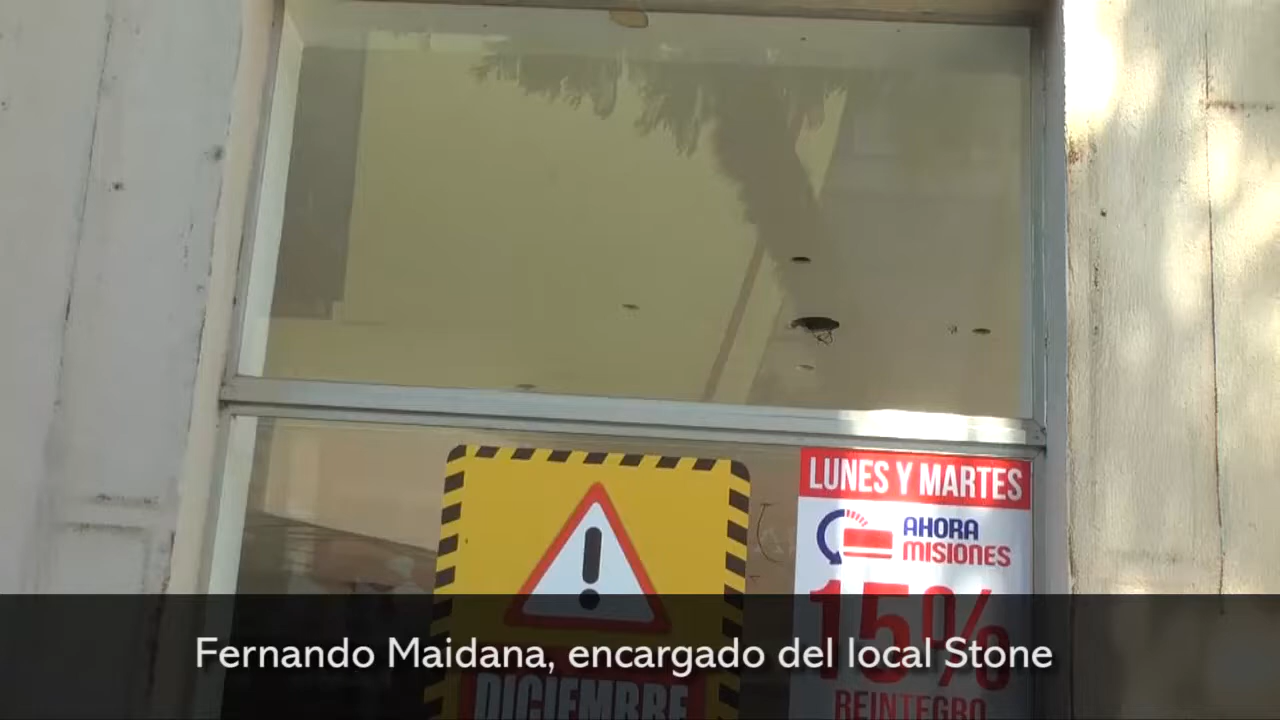 LUNES Y MARTES
AHORA
MISIONES
15%
REINTEGRO
!
DICIEMBRE
Fernando Maidana, encargado del local Stone